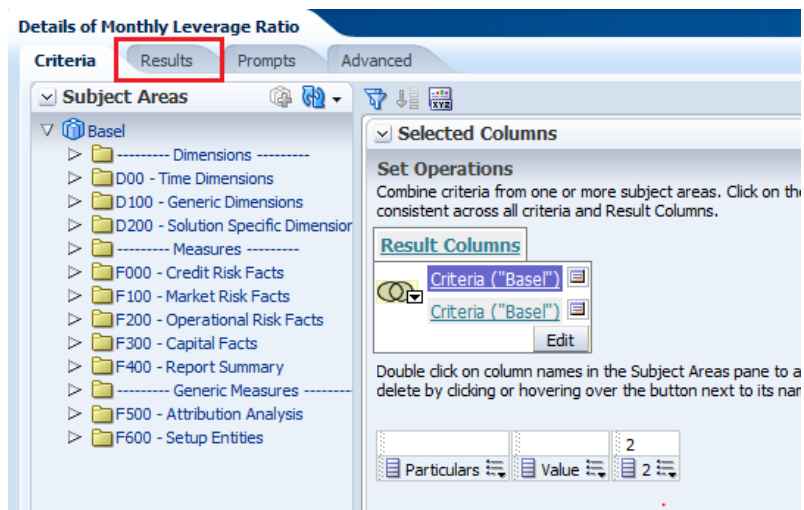 Details of Monthly Leverage Ratio
Criteria Results Prompts Advanced
Subject Areas
Basel
--------- Dimensions ---------
D00 - Time Dimensions
D100 - Generic Dimensions
D200 - Solution Specific Dimension
--------- Measures ---------
F000 - Credit Risk Facts
F100 - Market Risk Facts
F200 - Operational Risk Facts
F300 - Capital Facts
F400 - Report Summary
--------- Generic Measures --------
F500 - Attribution Analysis
F600 - Setup Entities
XYZ
Selected Columns
Set Operations
Combine criteria from one or more subject areas. Click on the
consistent across all criteria and Result Columns.
Result Columns
Criteria ("Basel")
Criteria ("Basel")
Edit
Double click on column names in the Subject Areas pane to a
delete by clicking or hovering over the button next to its nam
2
Particulars Value 2